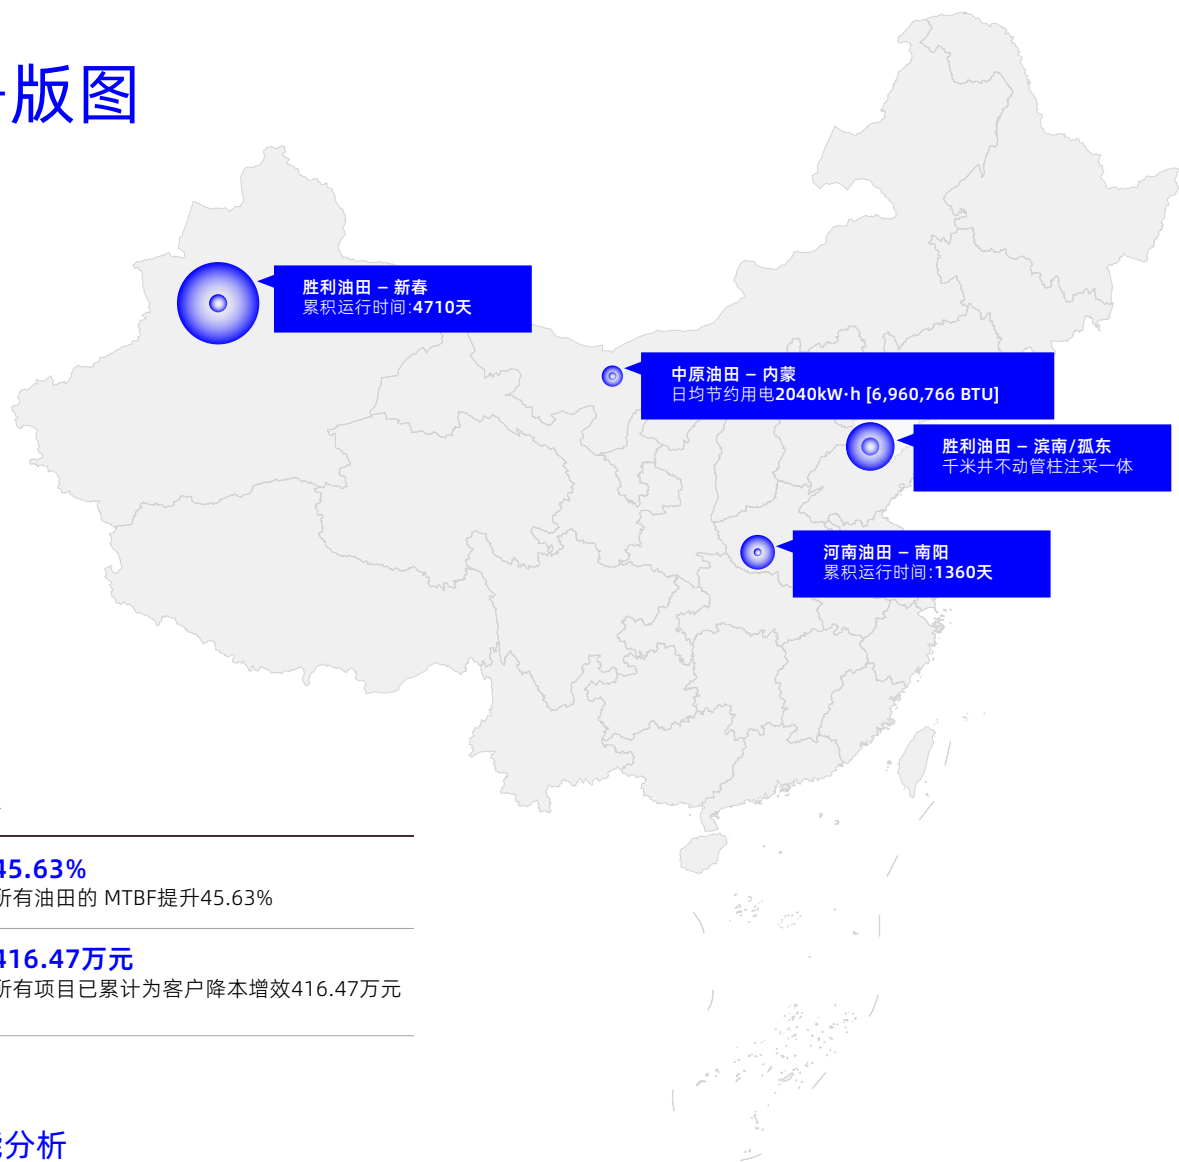 版图
胜利油田 – 新春
累积运行时间:4710天
中原油田 – 内蒙
日均节约用电2040kW·h [6,960,766 BTU]
胜利油田 – 滨南/孤东
千米井不动管柱注采一体
河南油田 – 南阳
累积运行时间:1360天
45.63%
所有油田的 MTBF提升45.63%
416.47万元
所有项目已累计为客户降本增效416.47万元
分析